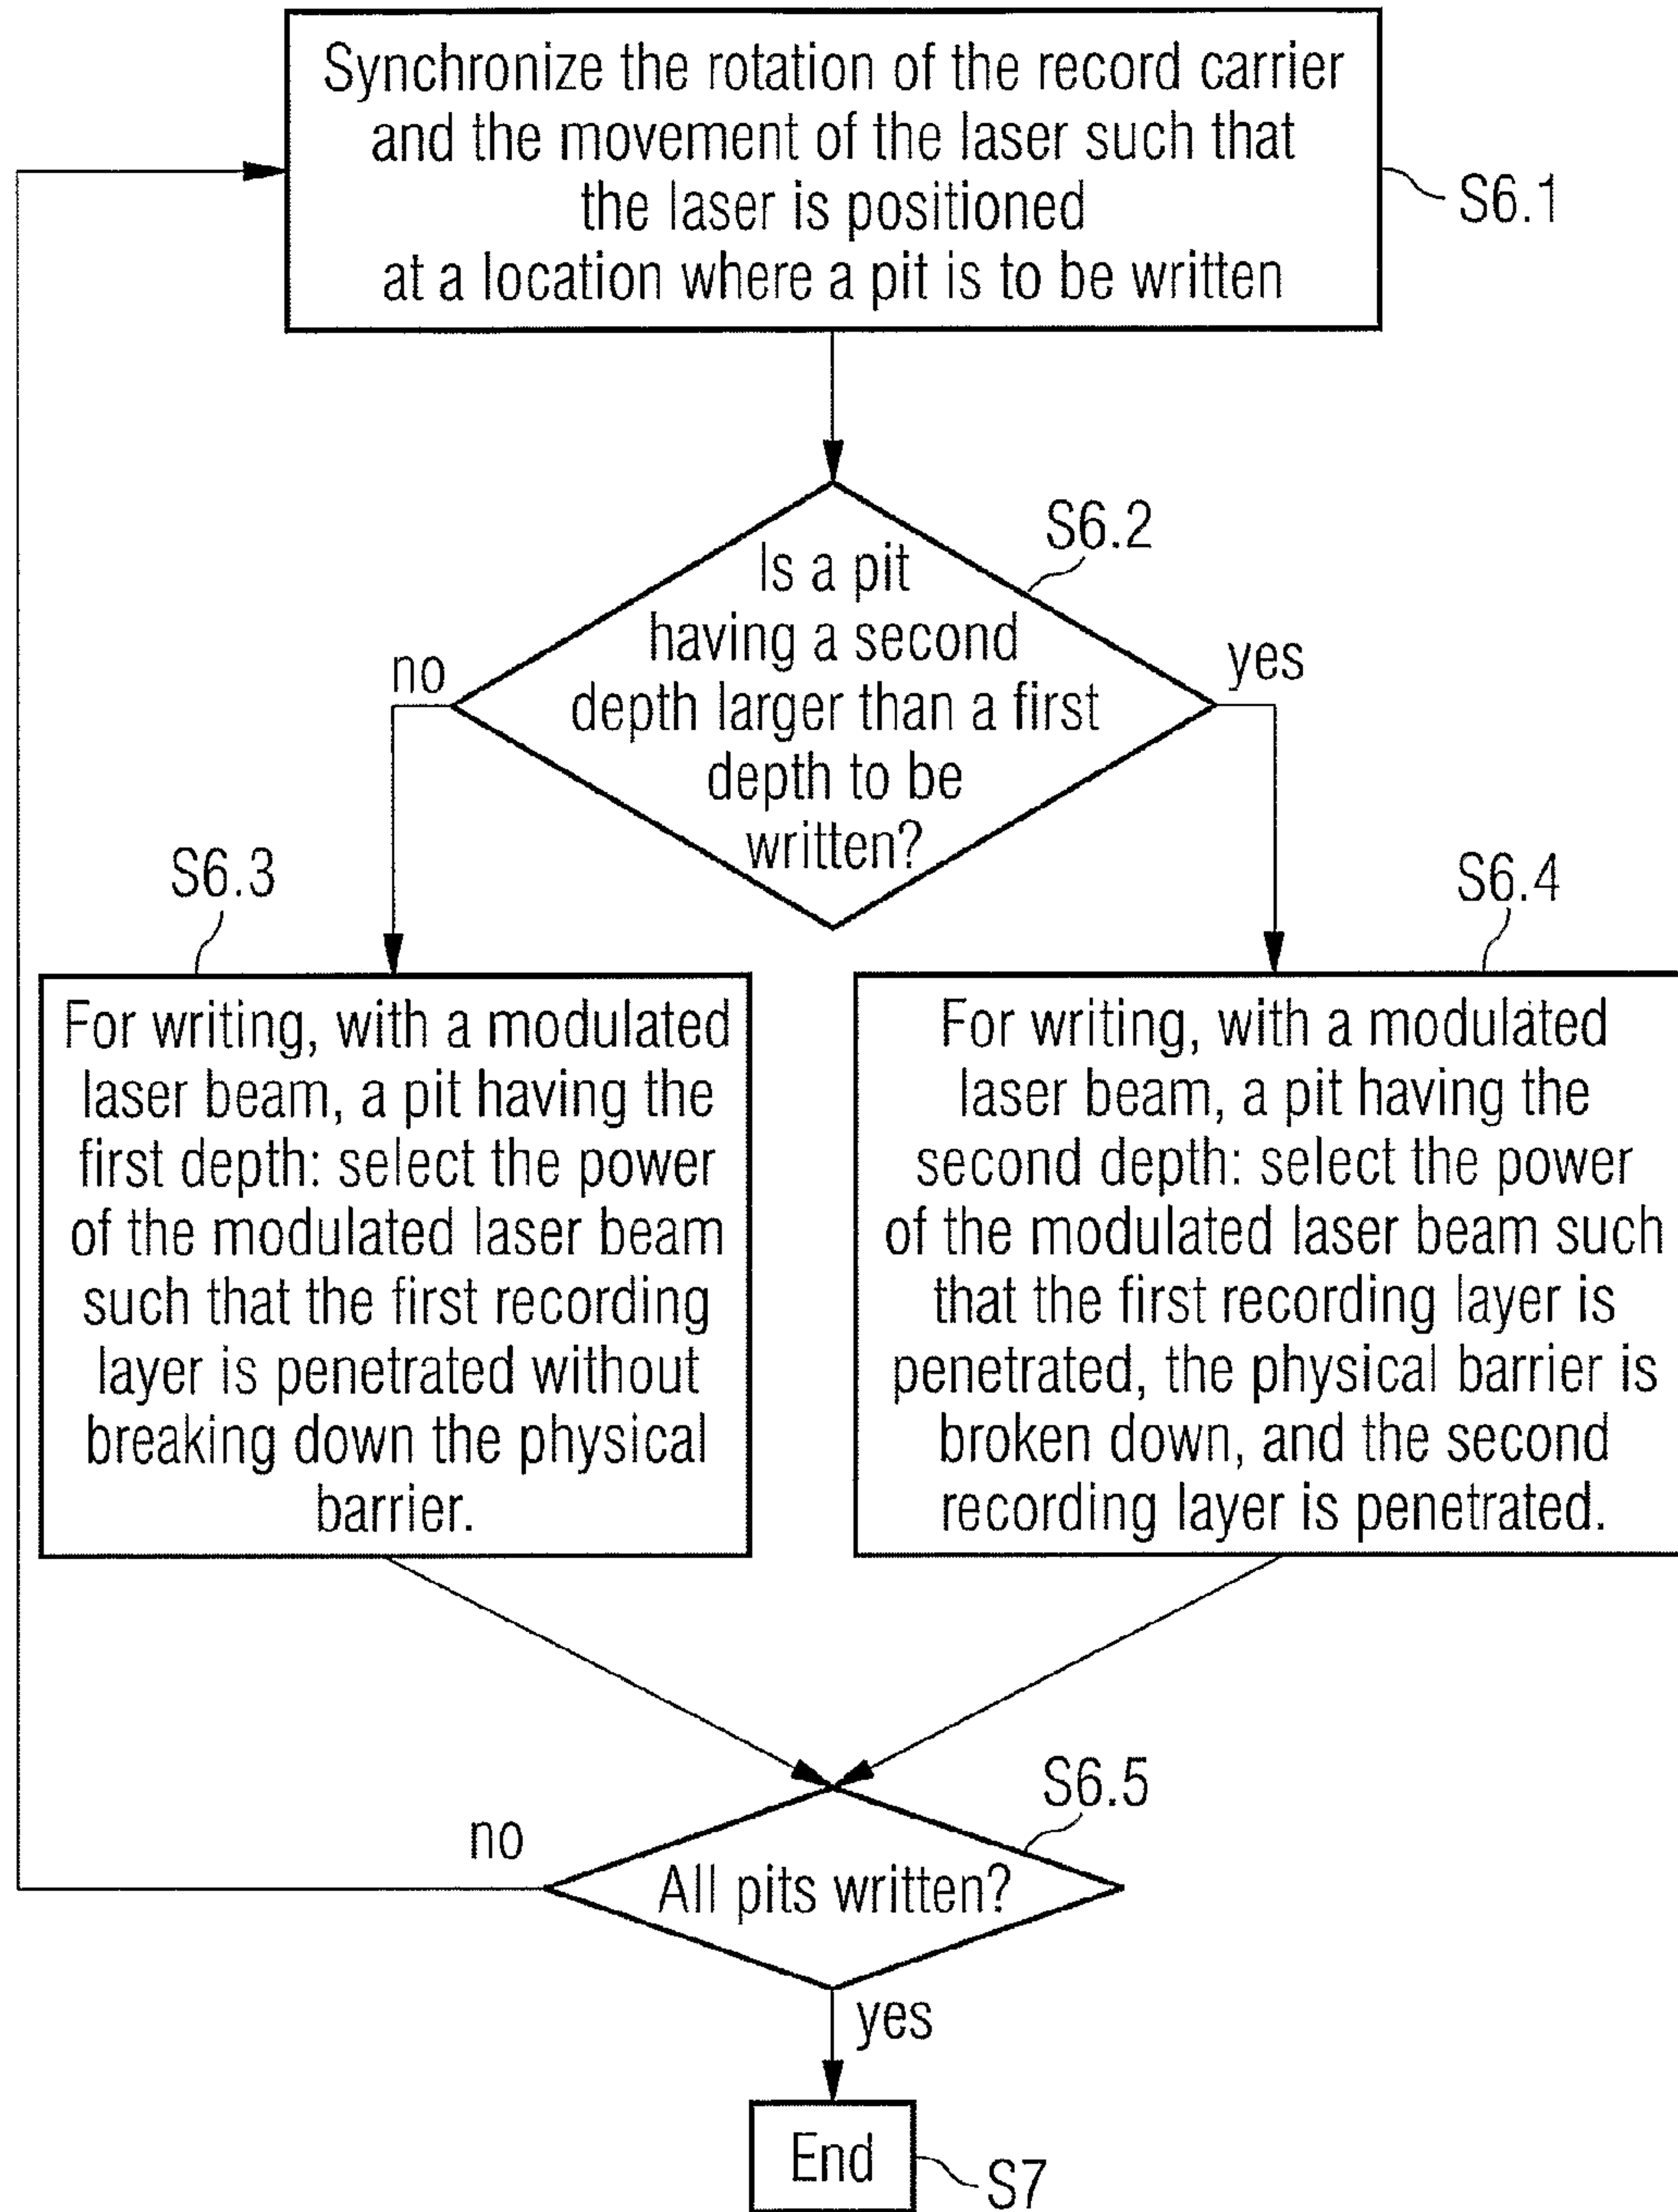 Synchronize the rotation of the record carrier
and the movement of the laser such that
the laser is positioned
at a location where a pit is to be written
S6.1
S6.2
Is a pit
having a second
depth larger than a first
depth to be
written?
no
yes
S6.3
For writing, with a modulated
laser beam, a pit having the
first depth: select the power
of the modulated laser beam
such that the first recording
layer is penetrated without
breaking down the physical
barrier.
S6.4
For writing, with a modulated
laser beam, a pit having the
second depth: select the power
of the modulated laser beam such
that the first recording layer is
penetrated, the physical barrier is
broken down, and the second
recording layer is penetrated.
S6.5
no
All pits written?
yes
End
S7